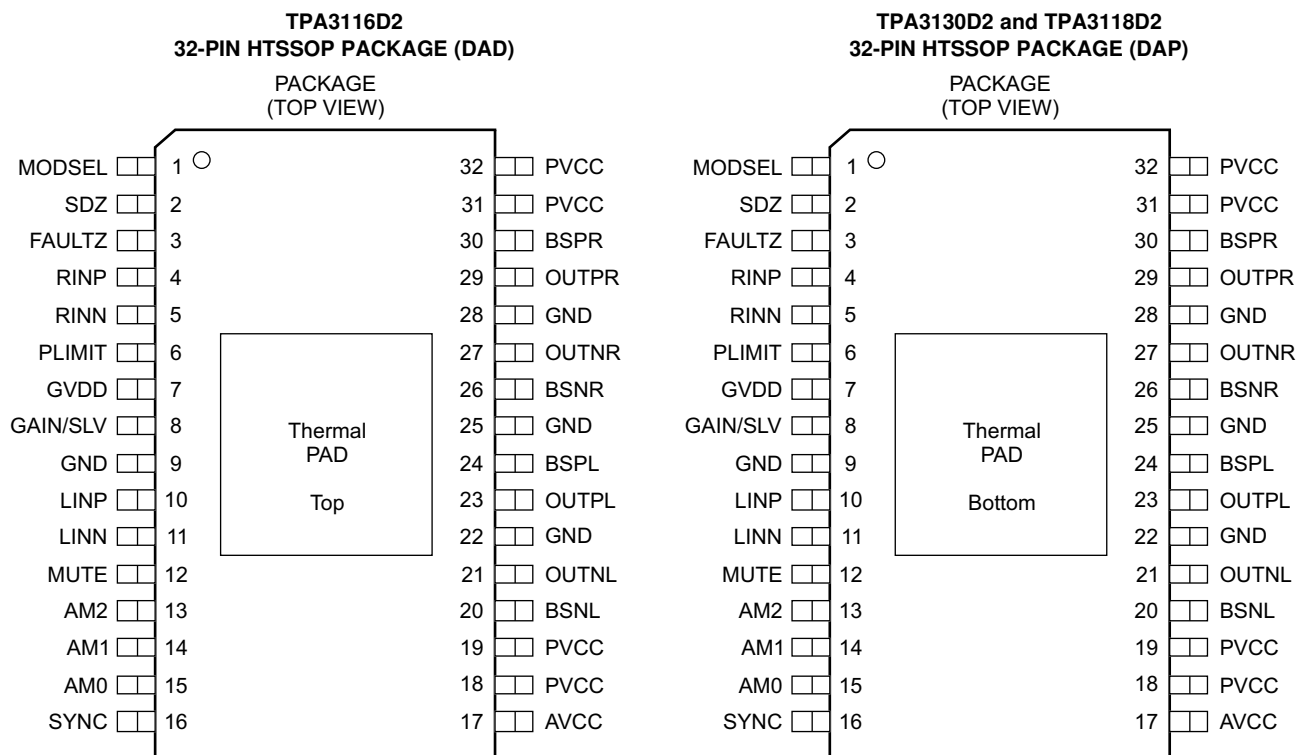 TPA3116D2
32-PIN HTSSOP PACKAGE (DAD)
PACKAGE
(TOP VIEW)
MODSEL 1 32 PVCC
SDZ 2 31 PVCC
FAULTZ 3 30 BSPR
RINP 4 29 OUTPR
RINN 5 28 GND
PLIMIT 6 27 OUTNR
GVDD 7 26 BSNR
GAIN/SLV 8 25 GND
GND 9 24 BSPL
LINP 10 23 OUTPL
LINN 11 22 GND
MUTE 12 21 OUTNL
AM2 13 20 BSNL
AM1 14 19 PVCC
AM0 15 18 PVCC
SYNC 16 17 AVCC
Thermal
PAD
Top
TPA3130D2 and TPA3118D2
32-PIN HTSSOP PACKAGE (DAP)
PACKAGE
(TOP VIEW)
MODSEL 1 32 PVCC
SDZ 2 31 PVCC
FAULTZ 3 30 BSPR
RINP 4 29 OUTPR
RINN 5 28 GND
PLIMIT 6 27 OUTNR
GVDD 7 26 BSNR
GAIN/SLV 8 25 GND
GND 9 24 BSPL
LINP 10 23 OUTPL
LINN 11 22 GND
MUTE 12 21 OUTNL
AM2 13 20 BSNL
AM1 14 19 PVCC
AM0 15 18 PVCC
SYNC 16 17 AVCC
Thermal
PAD
Bottom